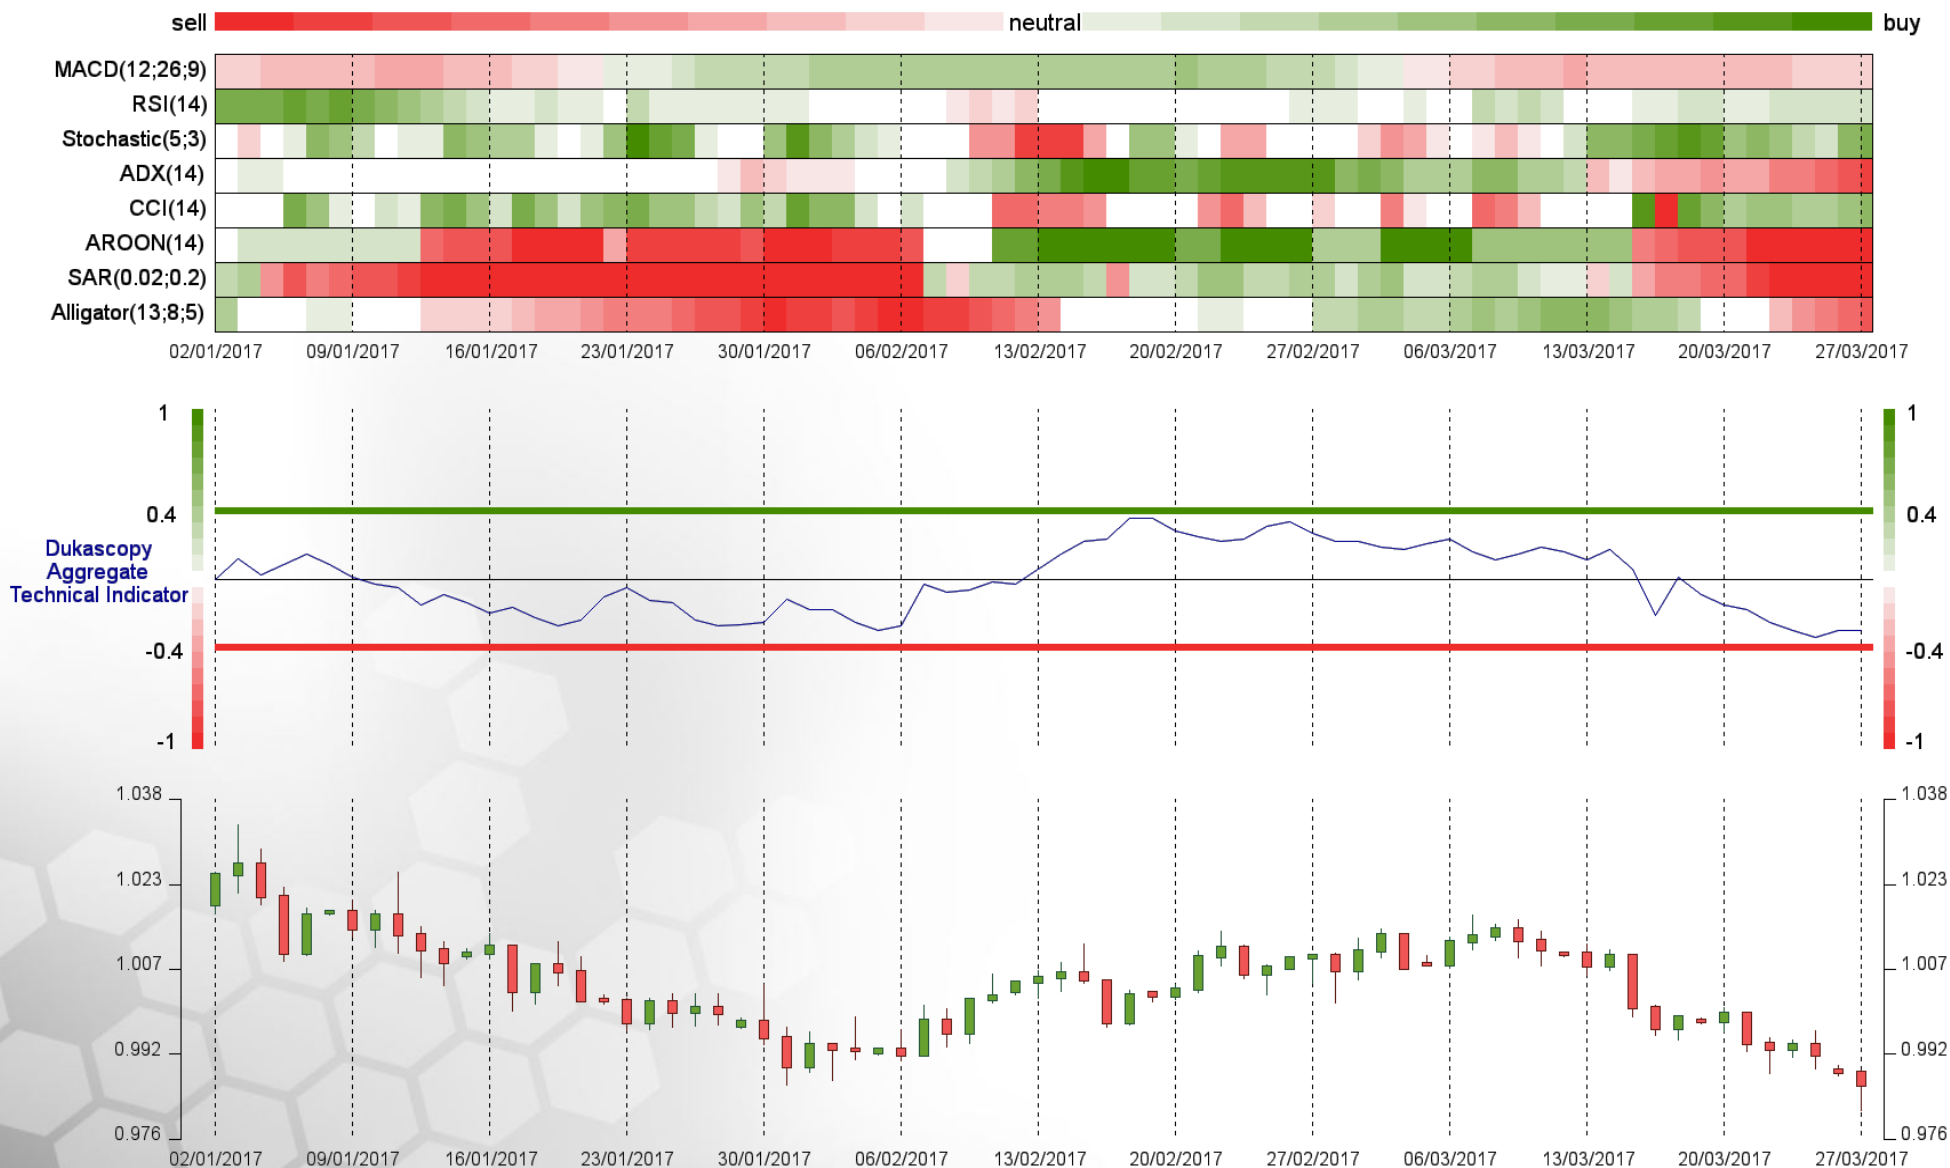 sell neutral buy
MACD(12;26;9)
RSI(14)
Stochastic(5;3)
ADX(14)
CCI(14)
AROON(14)
SAR(0.02;0.2)
Alligator(13;8;5)
02/01/2017 09/01/2017 16/01/2017 23/01/2017 30/01/2017 06/02/2017 13/02/2017 20/02/2017 27/02/2017 06/03/2017 13/03/2017 20/03/2017 27/03/2017
1 1
0.4 0.4
Dukascopy
Aggregate
Technical Indicator
-0.4 -0.4
-1 -1
1.038 1.038
1.023 1.023
1.007 1.007
0.992 0.992
0.976 0.976
02/01/2017 09/01/2017 16/01/2017 23/01/2017 30/01/2017 06/02/2017 13/02/2017 20/02/2017 27/02/2017 06/03/2017 13/03/2017 20/03/2017 27/03/2017